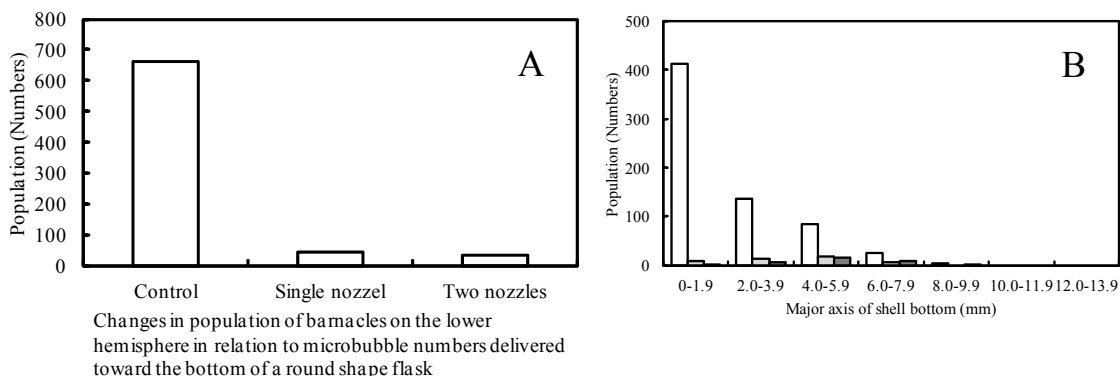 800
700
600
500
400
300
200
100
0
Population (Numbers)
A
Control Single nozzel Two nozzles
Changes in population of barnacles on the lower
hemisphere in relation to microbubble numbers delivered
toward the bottom of a round shape flask
500
400
300
200
100
0
Population (Numbers)
B
0-1.9 2.0-3.9 4.0-5.9 6.0-7.9 8.0-9.9 10.0-11.9 12.0-13.9
Major axis of shell bottom (mm)